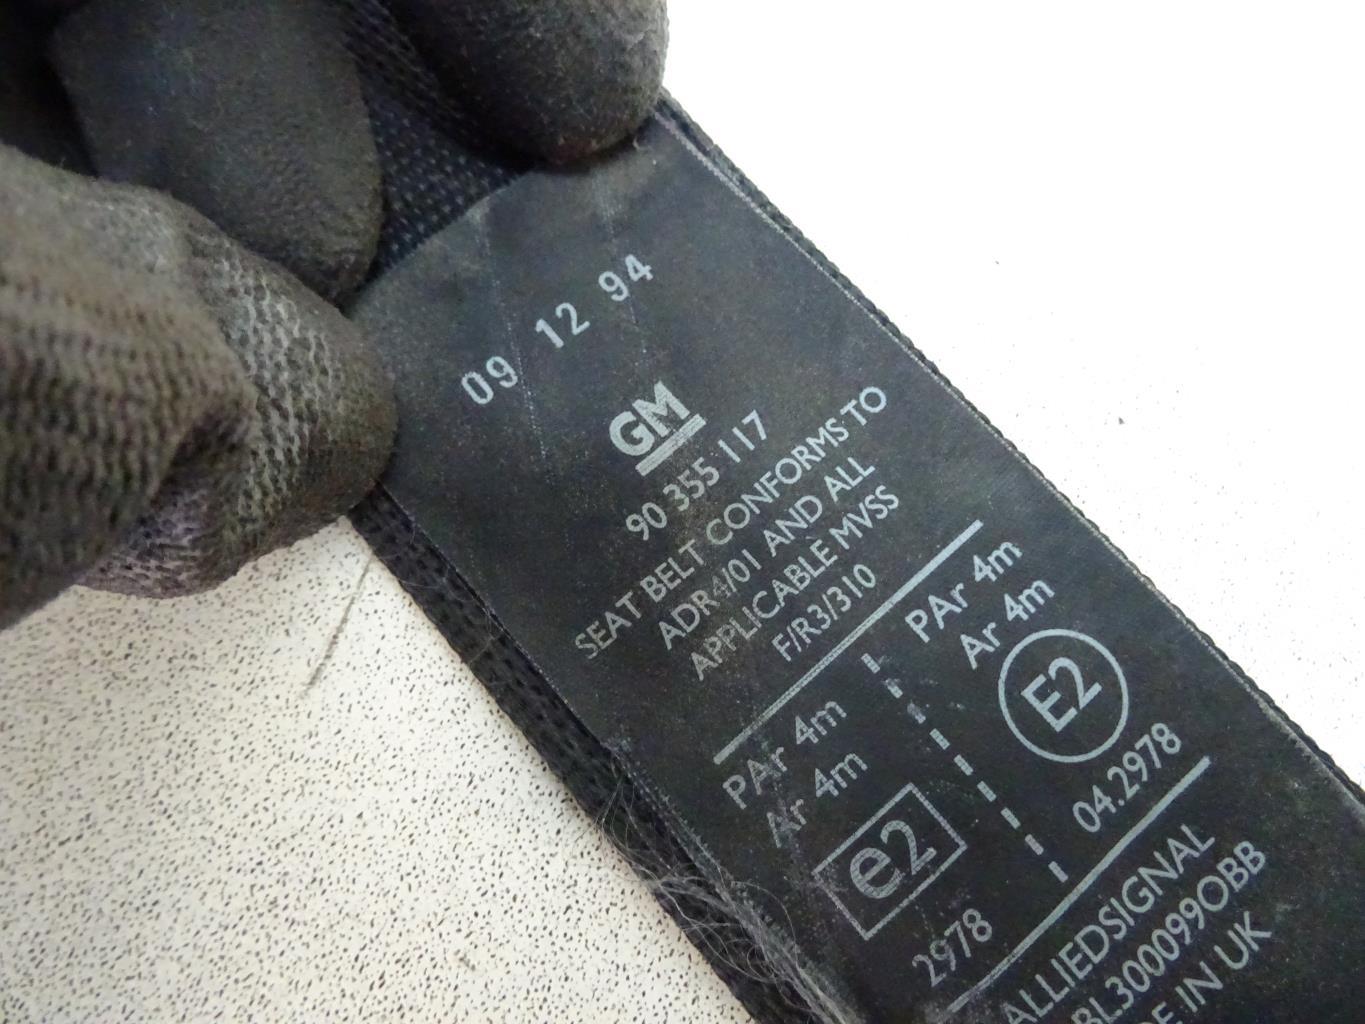 09 12 94
GM
90 355 117
SEAT BELT CONFORMS TO
ADR4/01 AND ALL
APPLICABLE MVSS
F/R3/310
PAr 4m
Ar 4m
e2
2978
PAr 4m
Ar 4m
E2
04.2978
ALLIEDSIGNAL
BL300099OBB
IN UK